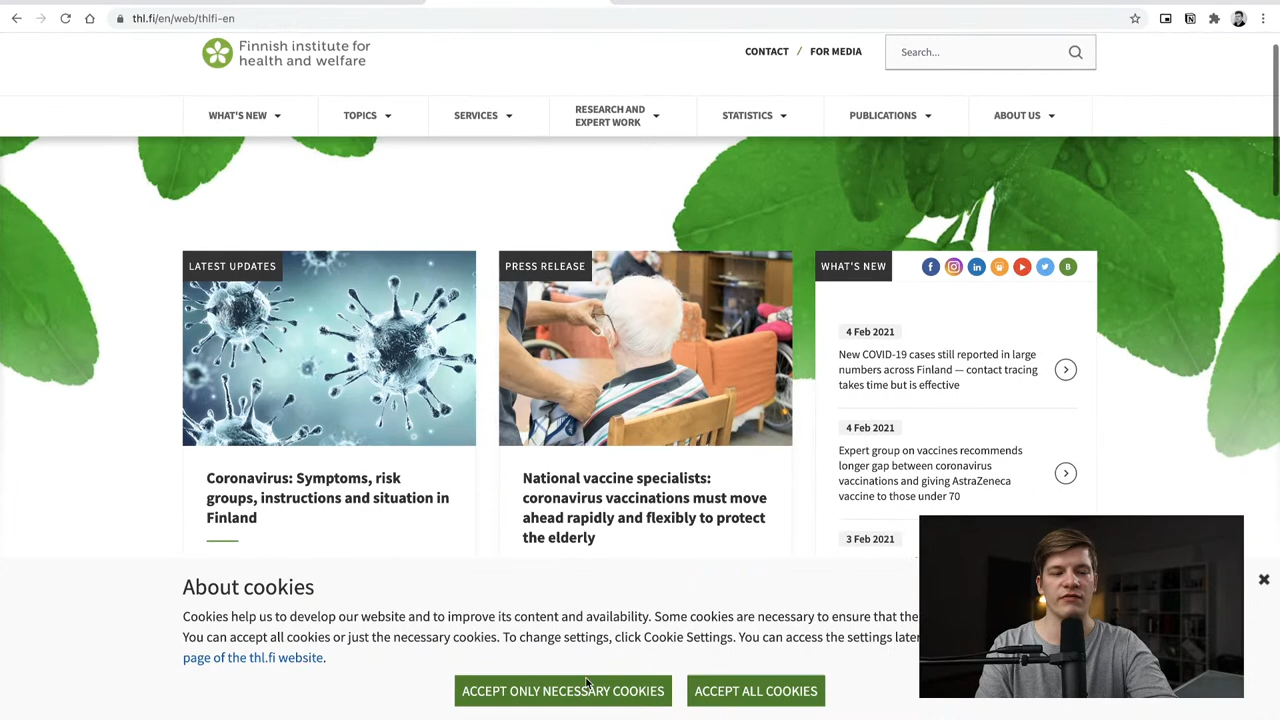 thl.fi/en/web/thlfi-en
Finnish institute for
health and welfare
CONTACT / FOR MEDIA
Search...
WHAT'S NEW
TOPICS
SERVICES
RESEARCH AND
EXPERT WORK
STATISTICS
PUBLICATIONS
ABOUT US
LATEST UPDATES
Coronavirus: Symptoms, risk
groups, instructions and situation in
Finland
PRESS RELEASE
National vaccine specialists:
coronavirus vaccinations must move
ahead rapidly and flexibly to protect
the elderly
WHAT'S NEW
B
4 Feb 2021
New COVID-19 cases still reported in large
numbers across Finland — contact tracing
takes time but is effective
4 Feb 2021
Expert group on vaccines recommends
longer gap between coronavirus
vaccinations and giving AstraZeneca
vaccine to those under 70
3 Feb 2021
About cookies
Cookies help us to develop our website and to improve its content and availability. Some cookies are necessary to ensure that the
You can accept all cookies or just the necessary cookies. To change settings, click Cookie Settings. You can access the settings later
page of the thl.fi website.
ACCEPT ONLY NECESSARY COOKIES
ACCEPT ALL COOKIES